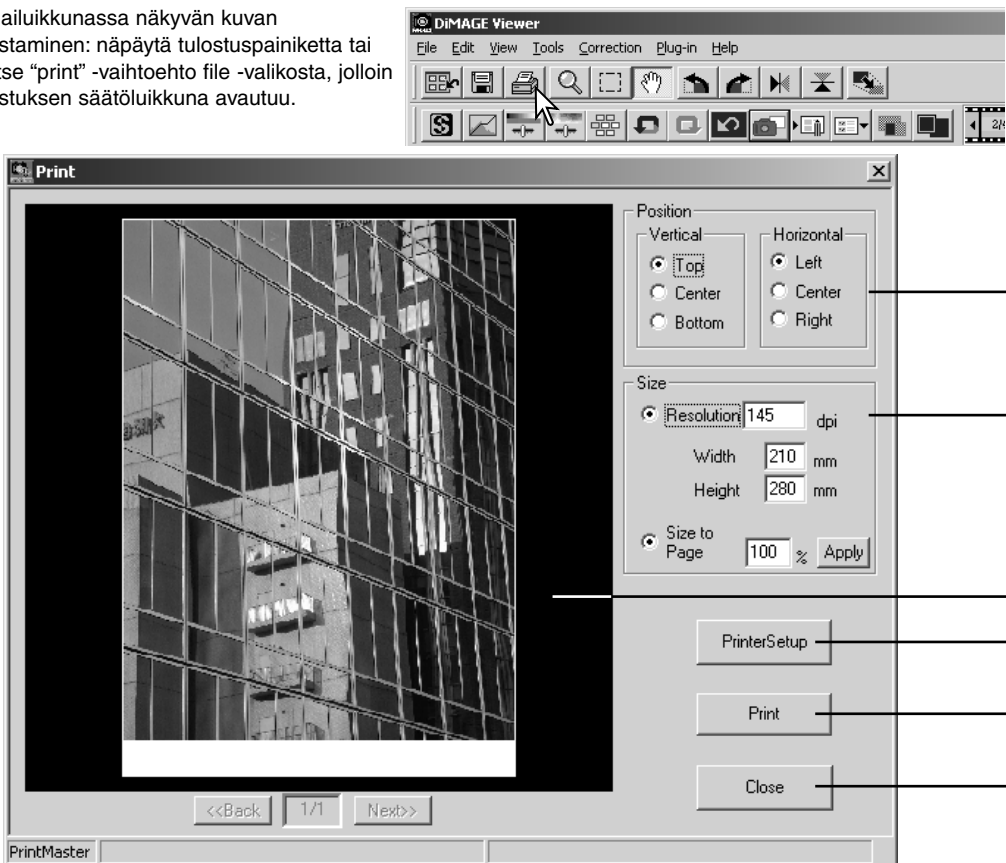 ailuikkunassa näkyvän kuvan
staminen: näpäytä tulostuspainiketta tai
tse “print” -vaihtoehto file -valikosta, jolloin
stuksen säätöluikkuna avautuu.
DiMAGE Viewer
File Edit View Tools Correction Plug-in Help
S
2/4
Print
Position
Vertical
Top
Center
Bottom
Horizontal
Left
Center
Right
Size
Resolution 145 dpi
Width 210 mm
Height 280 mm
Size to
Page 100 % Apply
PrinterSetup
Print
Close
<<Back 1/1 Next>>
PrintMaster